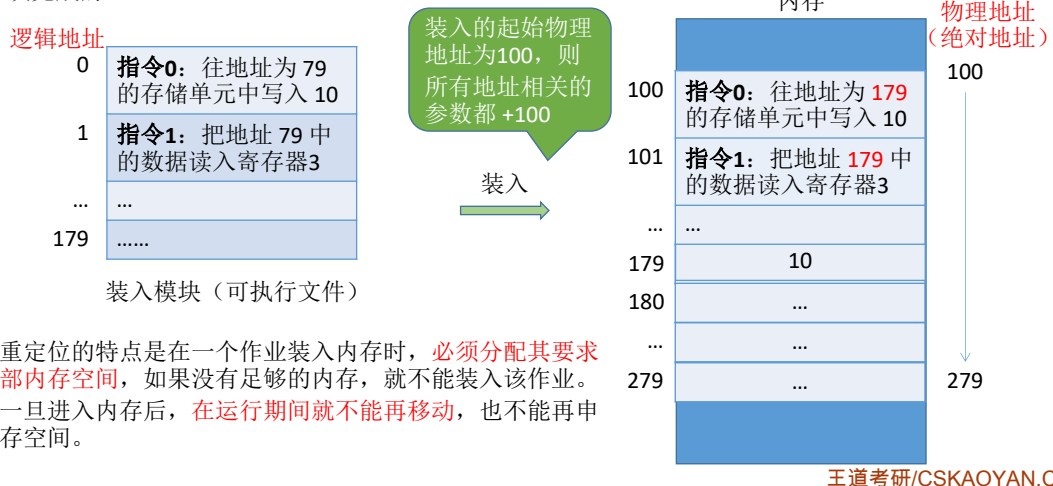 内存
逻辑地址
物理地址
（绝对地址）
装入的起始物理
地址为100，则
所有地址相关的
参数都 +100
0
指令0：往地址为 79
的存储单元中写入 10
1
指令1：把地址 79 中
的数据读入寄存器3
…
…
179
……
装入模块（可执行文件）
装入
100
指令0：往地址为 179
的存储单元中写入 10
100
101
指令1：把地址 179 中
的数据读入寄存器3
…
…
179
10
180
…
…
…
279
…
279
重定位的特点是在一个作业装入内存时，必须分配其要求
部内存空间，如果没有足够的内存，就不能装入该作业。
一旦进入内存后，在运行期间就不能再移动，也不能再申
存空间。
王道考研/CSKAOYAN.C